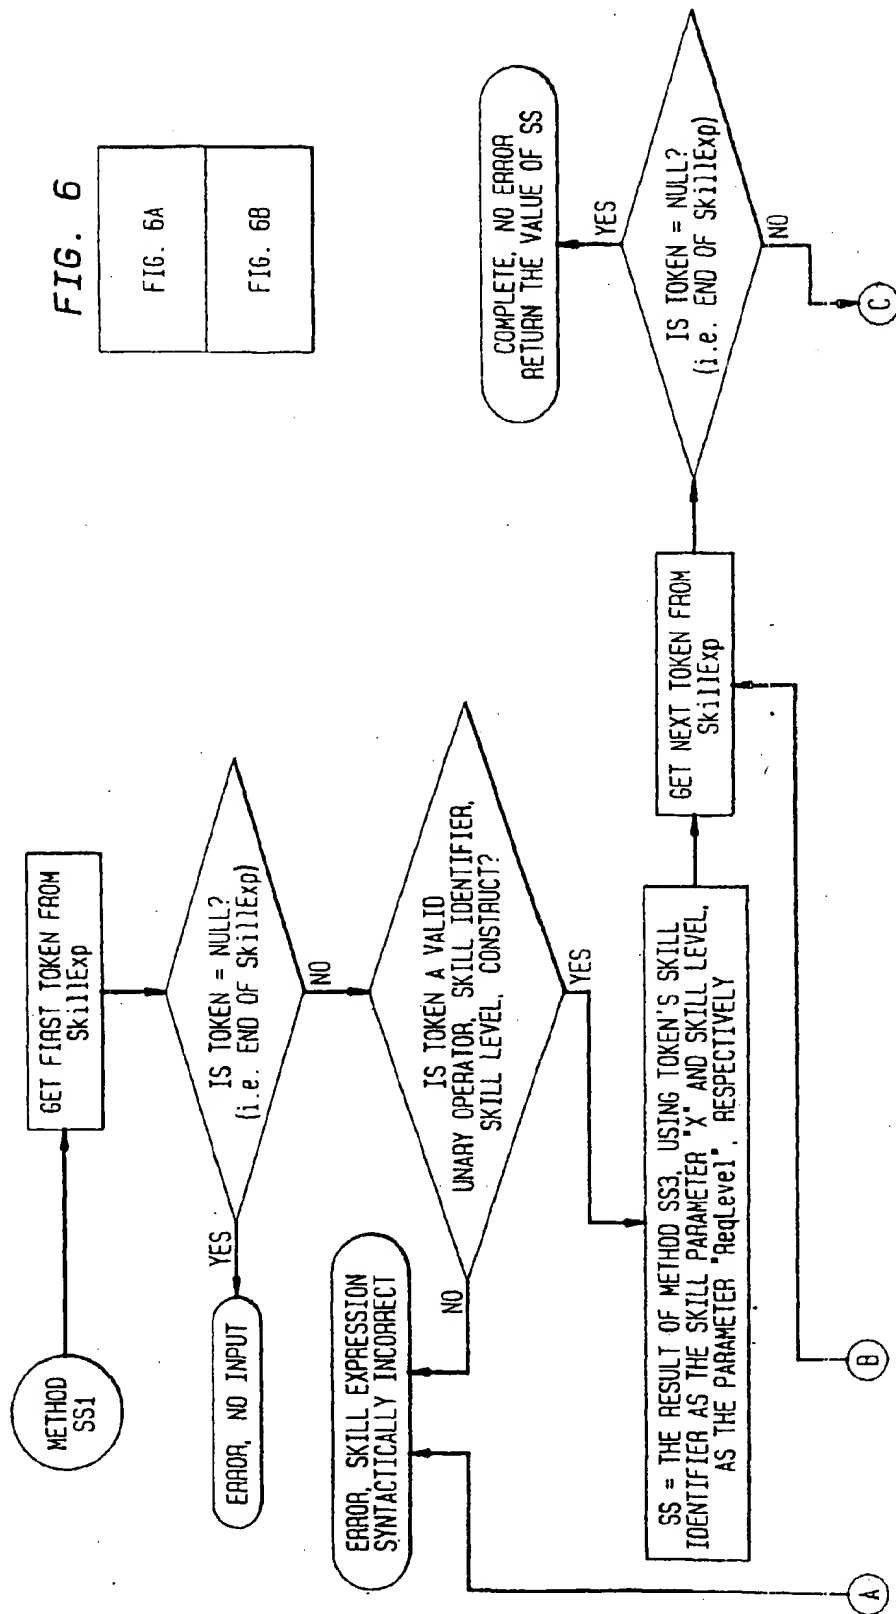 FIG. 6
FIG. 6A
FIG. 6B
METHOD
SS1
GET FIRST TOKEN FROM
SkillExp
IS TOKEN = NULL?
(i.e. END OF SkillExp)
YES
ERROR, NO INPUT
NO
IS TOKEN A VALID
UNARY OPERATOR, SKILL IDENTIFIER,
SKILL LEVEL, CONSTRUCT?
NO
ERROR, SKILL EXPRESSION
SYNTACTICALLY INCORRECT
YES
SS = THE RESULT OF METHOD SS3, USING TOKEN'S SKILL
IDENTIFIER AS THE SKILL PARAMETER "X" AND SKILL LEVEL,
AS THE PARAMETER "ReqLevel", RESPECTIVELY
GET NEXT TOKEN FROM
SkillExp
IS TOKEN = NULL?
(i.e. END OF SkillExp)
YES
COMPLETE, NO ERROR
RETURN THE VALUE OF SS
NO
A
B
C